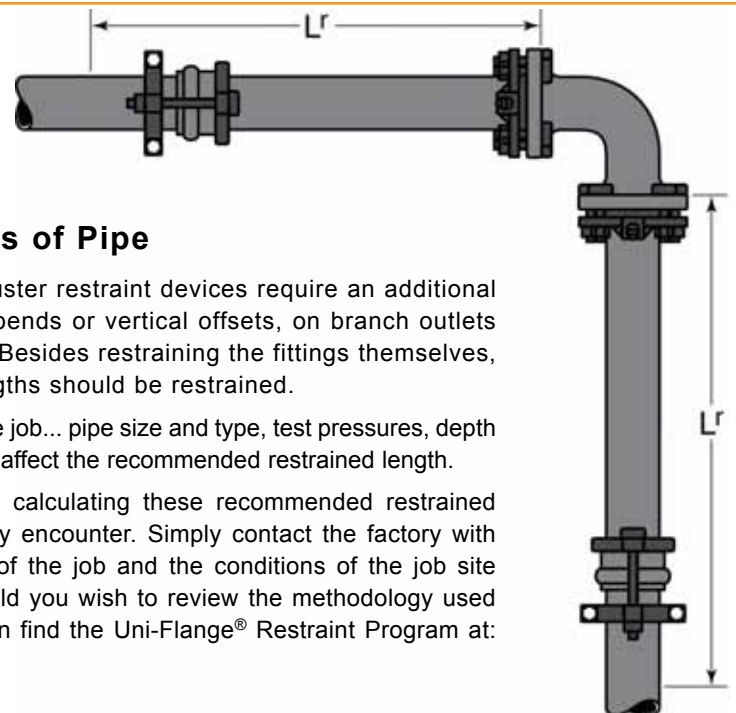 Lr
s of Pipe
uster restraint devices require an additional
bends or vertical offsets, on branch outlets
Besides restraining the fittings themselves,
gths should be restrained.
e job... pipe size and type, test pressures, depth
affect the recommended restrained length.
calculating these recommended restrained
y encounter. Simply contact the factory with
of the job and the conditions of the job site
ld you wish to review the methodology used
n find the Uni-Flange® Restraint Program at:
Lr